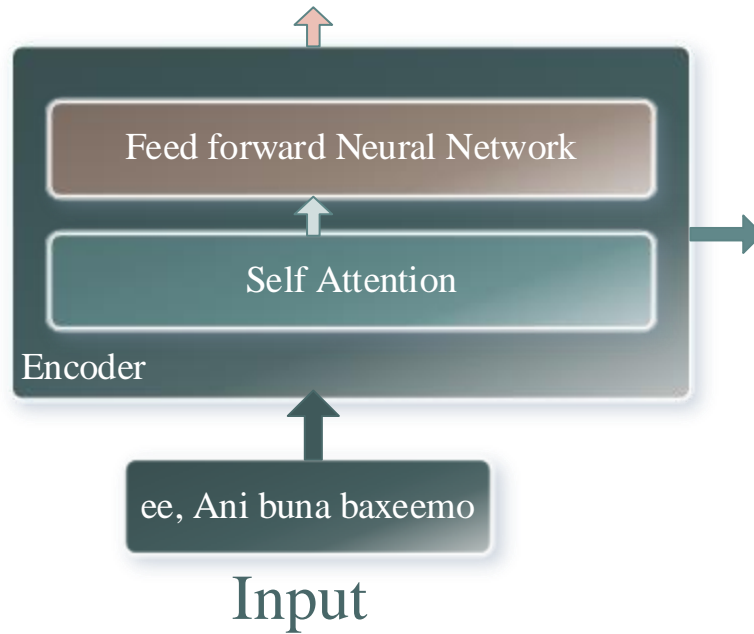 Feed forward Neural Network
Self Attention
Encoder
ee, Ani buna baxeemo
Input